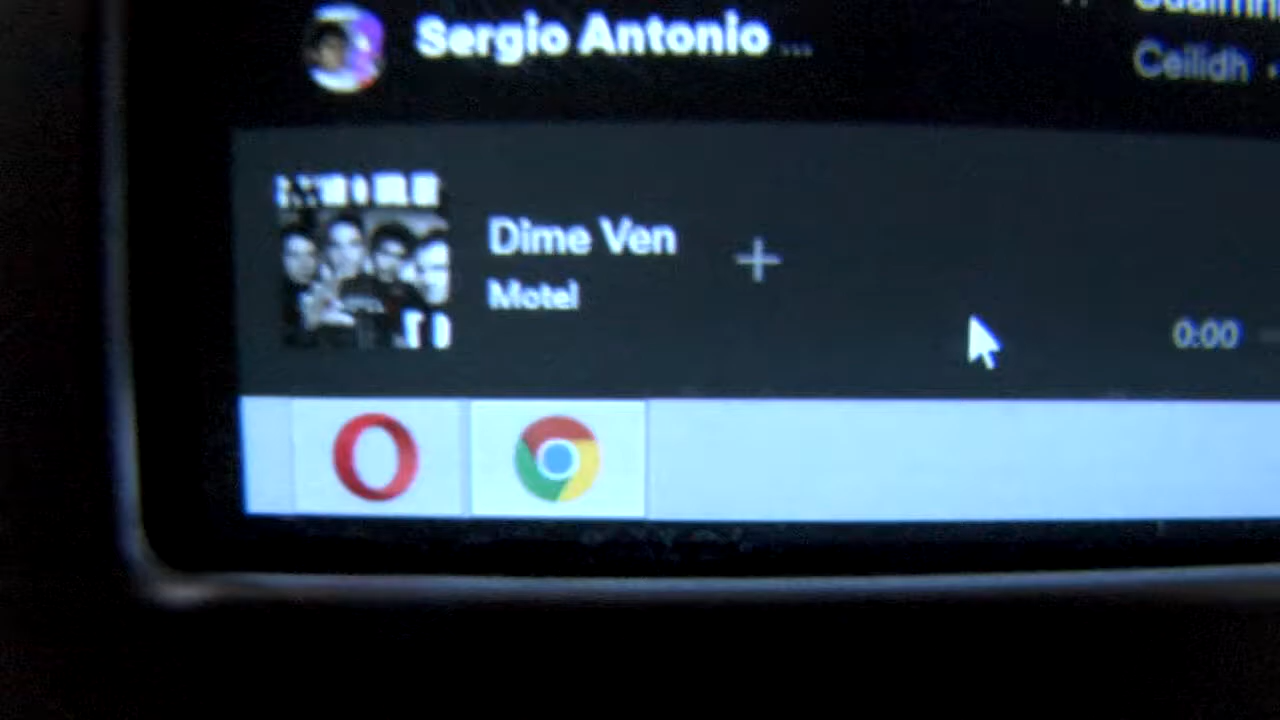 Sergio Antonio ...
Ceilidh
Dime Ven
Motel
0:00